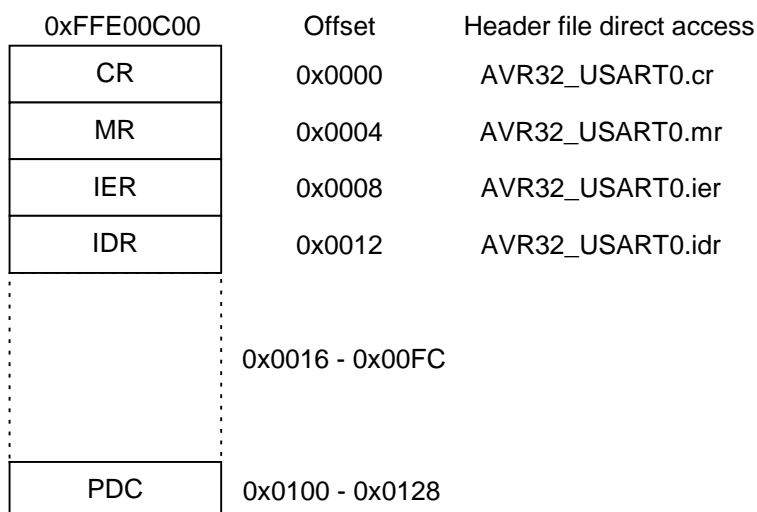 0xFFE00C00 Offset Header file direct access
CR 0x0000 AVR32_USART0.cr
MR 0x0004 AVR32_USART0.mr
IER 0x0008 AVR32_USART0.ier
IDR 0x0012 AVR32_USART0.idr
0x0016 - 0x00FC
PDC 0x0100 - 0x0128